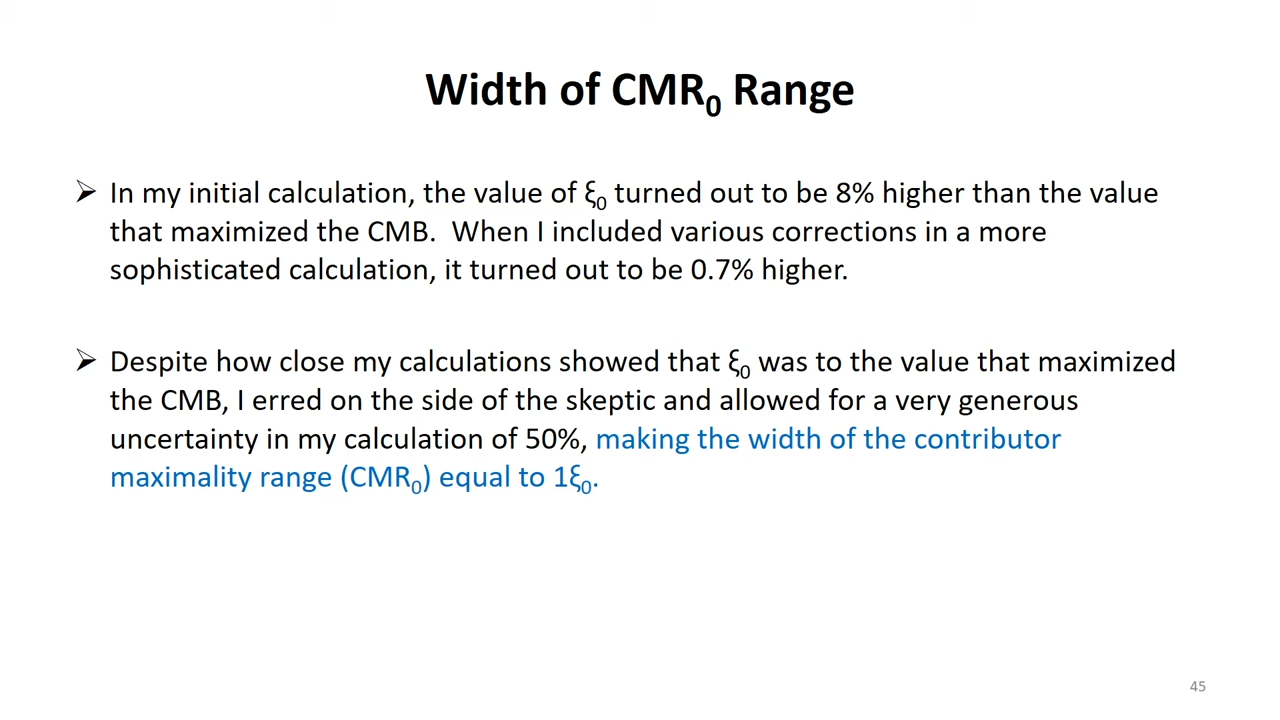 Width of CMR₀ Range
➢ In my initial calculation, the value of ξ₀ turned out to be 8% higher than the value
that maximized the CMB.  When I included various corrections in a more
sophisticated calculation, it turned out to be 0.7% higher.
➢ Despite how close my calculations showed that ξ₀ was to the value that maximized
the CMB, I erred on the side of the skeptic and allowed for a very generous
uncertainty in my calculation of 50%, making the width of the contributor
maximality range (CMR₀) equal to 1ξ₀.
45